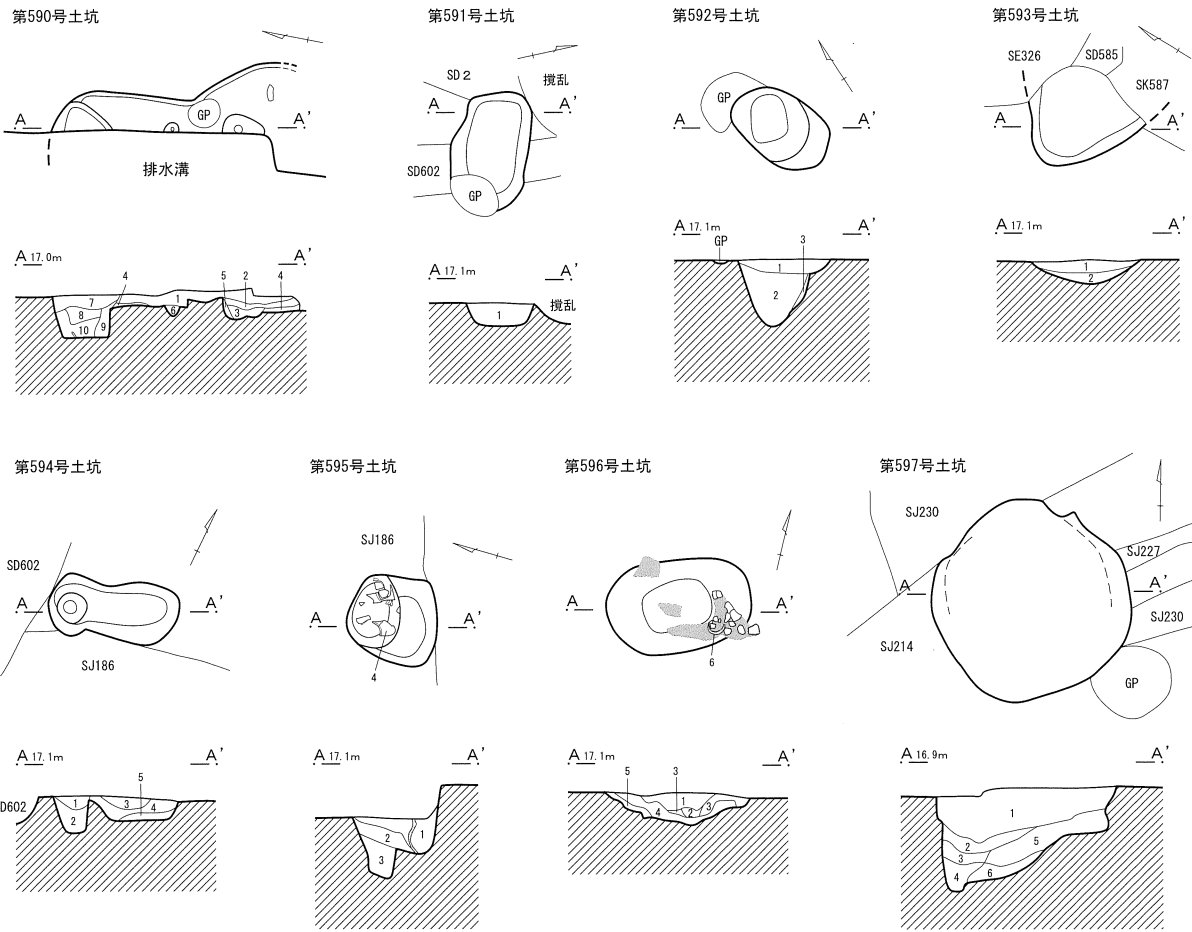 第590号土坑
A
A'
GP
排水溝
A 17.0m
A'
4
5
2
4
7
1
8
6
3
10
9
第591号土坑
SD2
撹乱
A
A'
SD602
GP
A 17.1m
A'
撹乱
1
第592号土坑
GP
A
A'
A 17.1m
A'
GP
3
1
2
第593号土坑
SE326
SD585
SK587
A
A'
A 17.1m
A'
1
2
第594号土坑
SD602
A
A'
SJ186
A 17.1m
A'
5
D602
1
3
4
2
第595号土坑
SJ186
A
A'
4
A 17.1m
A'
2
1
3
第596号土坑
A
A'
6
A 17.1m
A'
5
3
1
4
2
3
第597号土坑
SJ230
SJ227
A
A'
SJ230
SJ214
GP
A 16.9m
A'
1
2
5
3
4
6